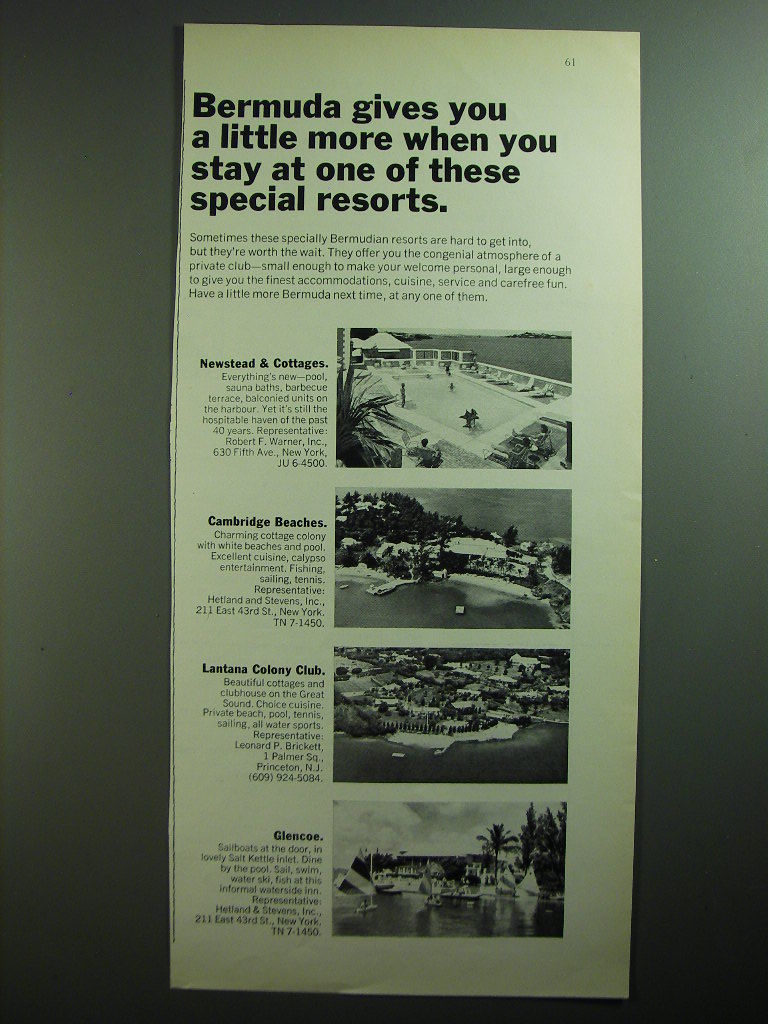 61
Bermuda gives you
a little more when you
stay at one of these
special resorts.
Sometimes these specially Bermudian resorts are hard to get into,
but they're worth the wait. They offer you the congenial atmosphere of a
private club—small enough to make your welcome personal, large enough
to give you the finest accommodations, cuisine, service and carefree fun.
Have a little more Bermuda next time, at any one of them.
Newstead & Cottages.
Everything's new—pool,
sauna baths, barbecue
terrace, balconied units on
the harbour. Yet it's still the
hospitable haven of the past
40 years. Representative:
Robert F. Warner, Inc.,
630 Fifth Ave., New York,
JU 6-4500.
Cambridge Beaches.
Charming cottage colony
with white beaches and pool.
Excellent cuisine, calypso
entertainment. Fishing,
sailing, tennis.
Representative:
Hetland and Stevens, Inc.,
211 East 43rd St., New York.
TN 7-1450.
Lantana Colony Club.
Beautiful cottages and
clubhouse on the Great
Sound. Choice cuisine.
Private beach, pool, tennis,
sailing, all water sports.
Representative:
Leonard P. Brickett,
1 Palmer Sq.,
Princeton, N.J.
(609) 924-5084.
Glencoe.
Sailboats at the door, in
lovely Salt Kettle inlet. Dine
by the pool. Sail, swim,
water ski, fish at this
informal waterside inn.
Representative:
Hetland & Stevens, Inc.,
211 East 43rd St., New York.
TN 7-1450.